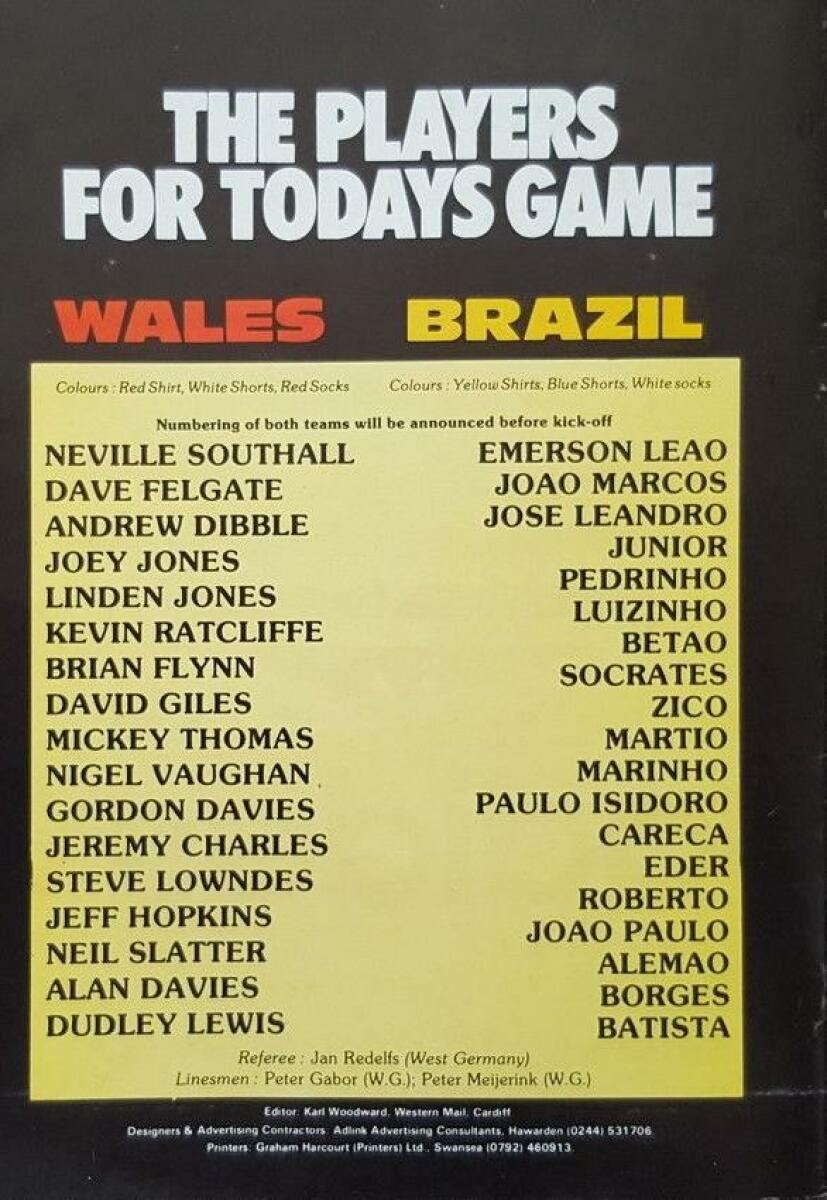 THE PLAYERS
FOR TODAYS GAME
WALES
Colours : Red Shirt, White Shorts, Red Socks
BRAZIL
Colours : Yellow Shirts, Blue Shorts, White socks
Numbering of both teams will be announced before kick-off
NEVILLE SOUTHALL
DAVE FELGATE
ANDREW DIBBLE
JOEY JONES
LINDEN JONES
KEVIN RATCLIFFE
BRIAN FLYNN
DAVID GILES
MICKEY THOMAS
NIGEL VAUGHAN
GORDON DAVIES
JEREMY CHARLES
STEVE LOWNDES
JEFF HOPKINS
NEIL SLATTER
ALAN DAVIES
DUDLEY LEWIS
EMERSON LEAO
JOAO MARCOS
JOSE LEANDRO
JUNIOR
PEDRINHO
LUIZINHO
BETAO
SOCRATES
ZICO
MARTIO
MARINHO
PAULO ISIDORO
CARECA
EDER
ROBERTO
JOAO PAULO
ALEMAO
BORGES
BATISTA
Referee : Jan Redelfs (West Germany)
Linesmen : Peter Gabor (W.G.); Peter Meijerink (W.G.)
Editor: Karl Woodward, Western Mail, Cardiff
Designers & Advertising Contractors: Adlink Advertising Consultants, Hawarden (0244) 531706
Printers: Graham Harcourt (Printers) Ltd., Swansea (0792) 460913.